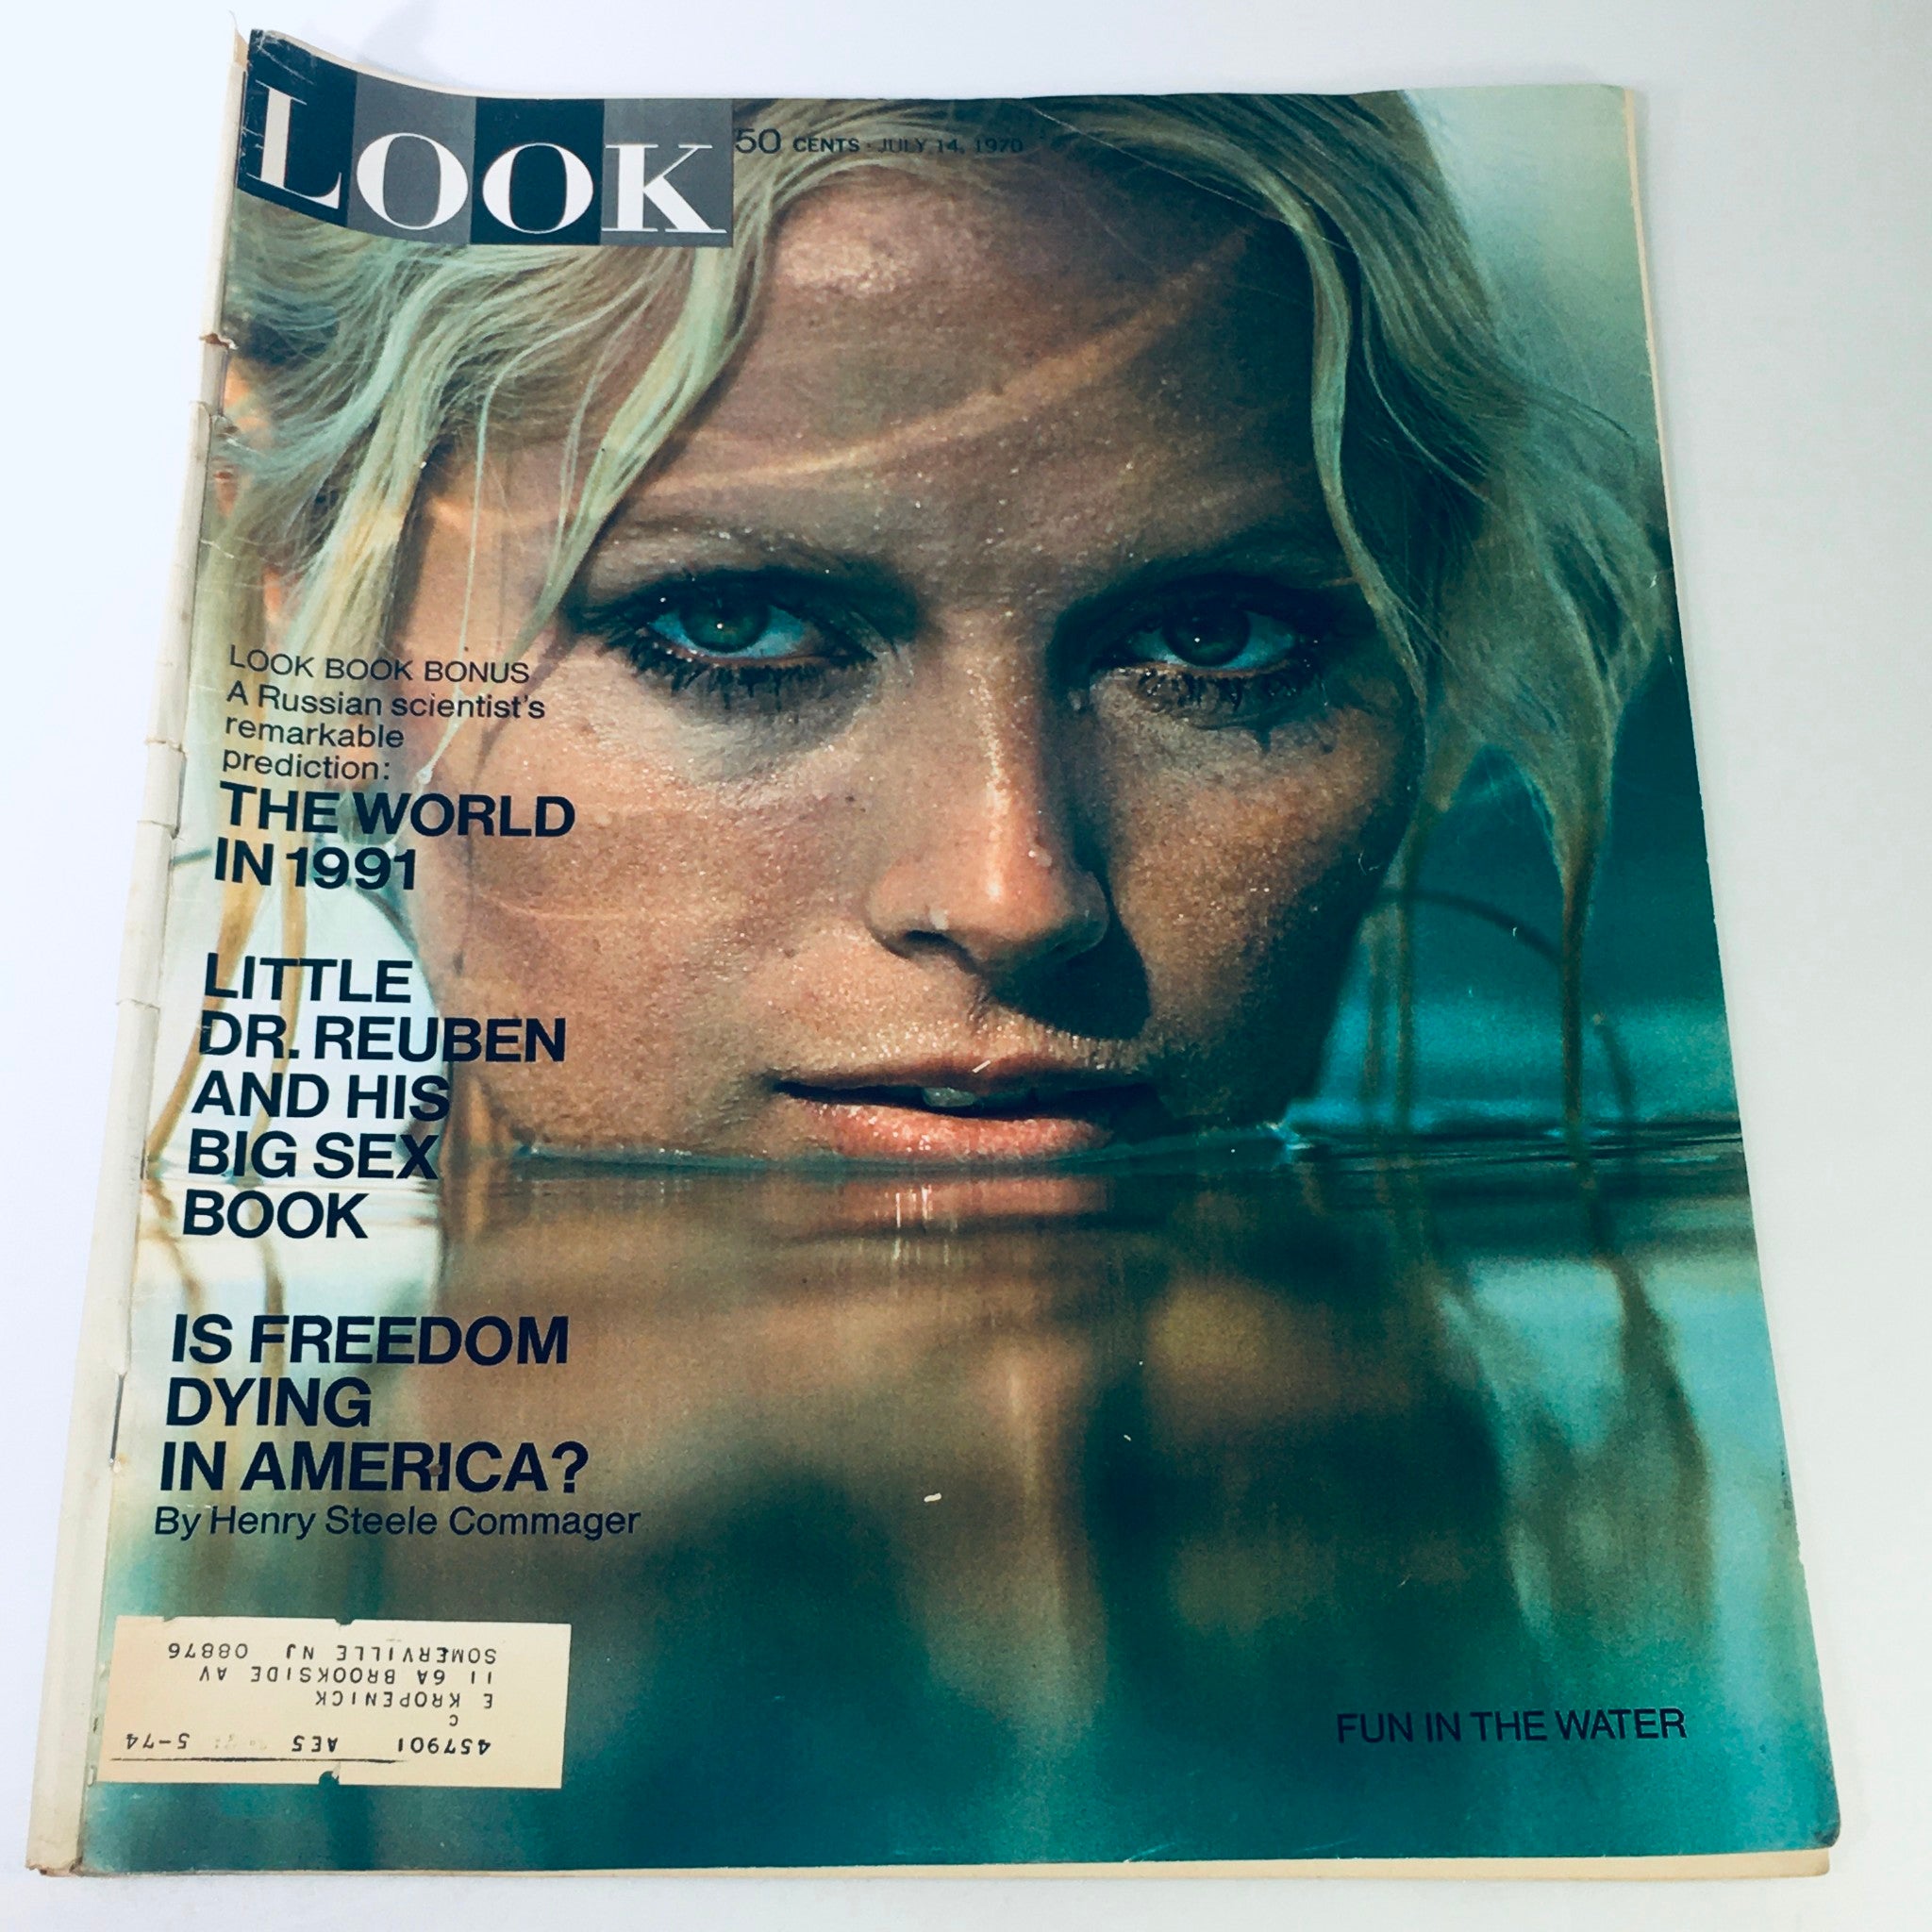 LOOK
50 CENTS · JULY 14, 1970
LOOK BOOK BONUS
A Russian scientist's
remarkable
prediction:
THE WORLD
IN 1991
LITTLE
DR. REUBEN
AND HIS
BIG SEX
BOOK
IS FREEDOM
DYING
IN AMERICA?
By Henry Steele Commager
FUN IN THE WATER
457901 AES 5-74
C
E KROPENICK
11 6A BROOKSIDE AV
SOMERVILLE NJ 08876